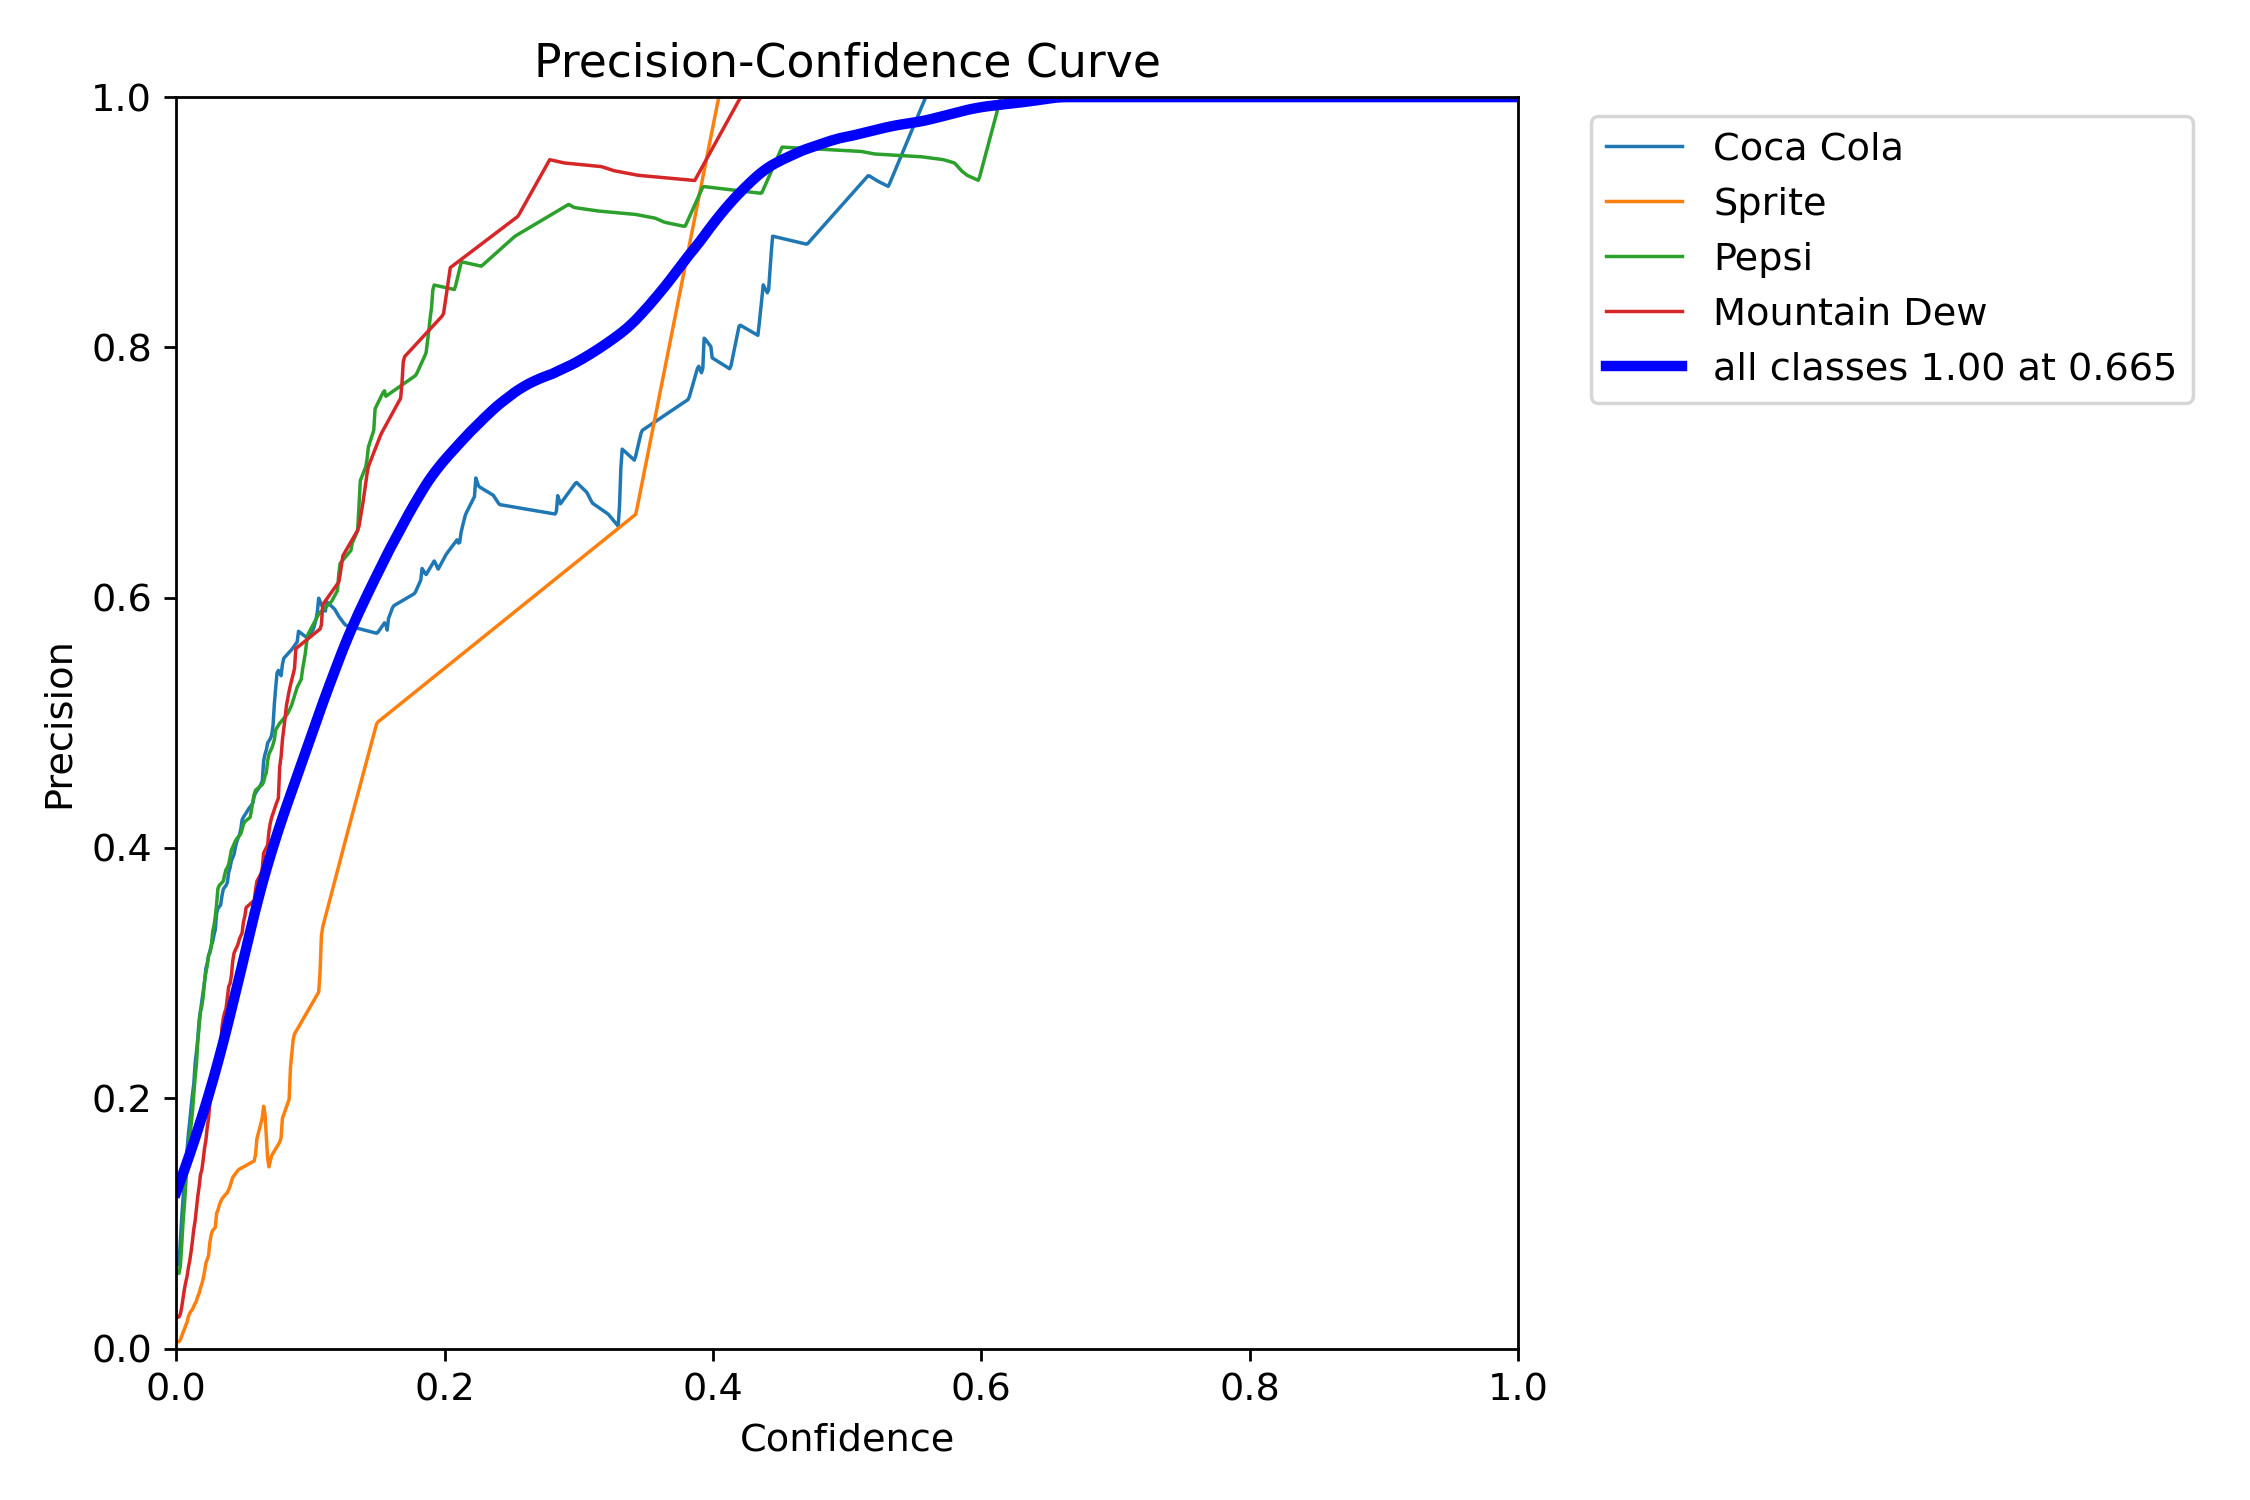 Precision-Confidence Curve
1.0
0.8
0.6
0.4
0.2
0.0
Precision
0.0 0.2 0.4 0.6 0.8 1.0
Confidence
Coca Cola
Sprite
Pepsi
Mountain Dew
all classes 1.00 at 0.665